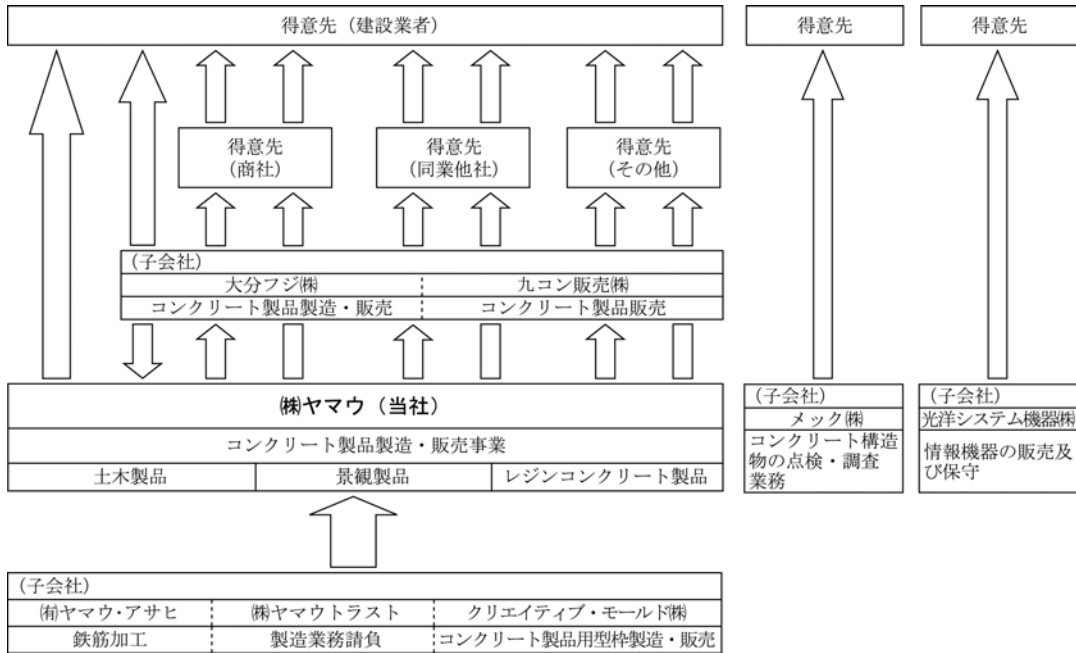 得意先（建設業者）
得意先
得意先
得意先
（商社）
得意先
（同業他社）
得意先
（その他）
（子会社）
大分フジ㈱
九コン販売㈱
コンクリート製品製造・販売
コンクリート製品販売
㈱ヤマウ（当社）
コンクリート製品製造・販売事業
土木製品
景観製品
レジンコンクリート製品
（子会社）
メック㈱
コンクリート構造
物の点検・調査
業務
（子会社）
光洋システム機器㈱
情報機器の販売及
び保守
（子会社）
㈲ヤマウ・アサヒ
㈱ヤマウトラスト
クリエイティブ・モールド㈱
鉄筋加工
製造業務請負
コンクリート製品用型枠製造・販売